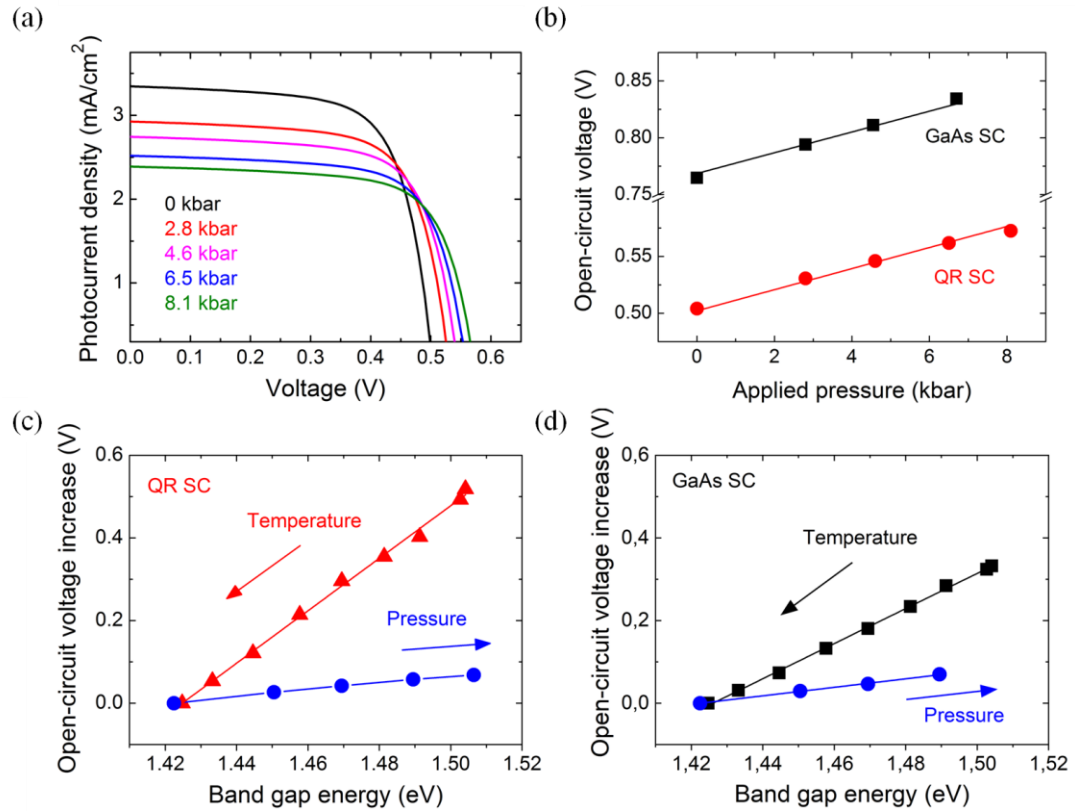 (a)
Photocurrent density (mA/cm²)
3
2
1
0 kbar
2.8 kbar
4.6 kbar
6.5 kbar
8.1 kbar
0.0 0.1 0.2 0.3 0.4 0.5 0.6
Voltage (V)
(b)
Open-circuit voltage (V)
0.85
0.80
0.75
0.55
0.50
GaAs SC
QR SC
0 2 4 6 8
Applied pressure (kbar)
(c)
Open-circuit voltage increase (V)
0,6
0,4
0,2
0.0
QR SC
Temperature
Pressure
1.42 1.44 1.46 1.48 1.50 1.52
Band gap energy (eV)
(d)
Open-circuit voltage increase (V)
0,6
0,4
0,2
0,0
GaAs SC
Temperature
Pressure
1,42 1,44 1,46 1,48 1,50 1,52
Band gap energy (eV)